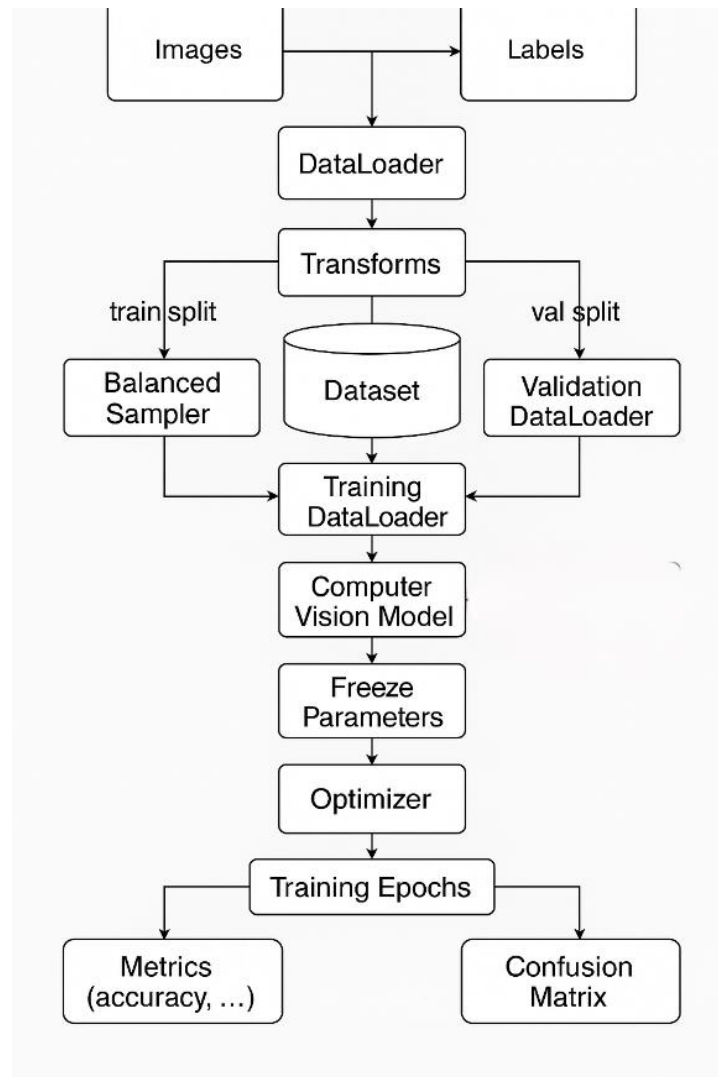 Images
Labels
DataLoader
Transforms
train split
val split
Balanced
Sampler
Dataset
Validation
DataLoader
Training
DataLoader
Computer
Vision Model
Freeze
Parameters
Optimizer
Training Epochs
Metrics
(accuracy, ...)
Confusion
Matrix